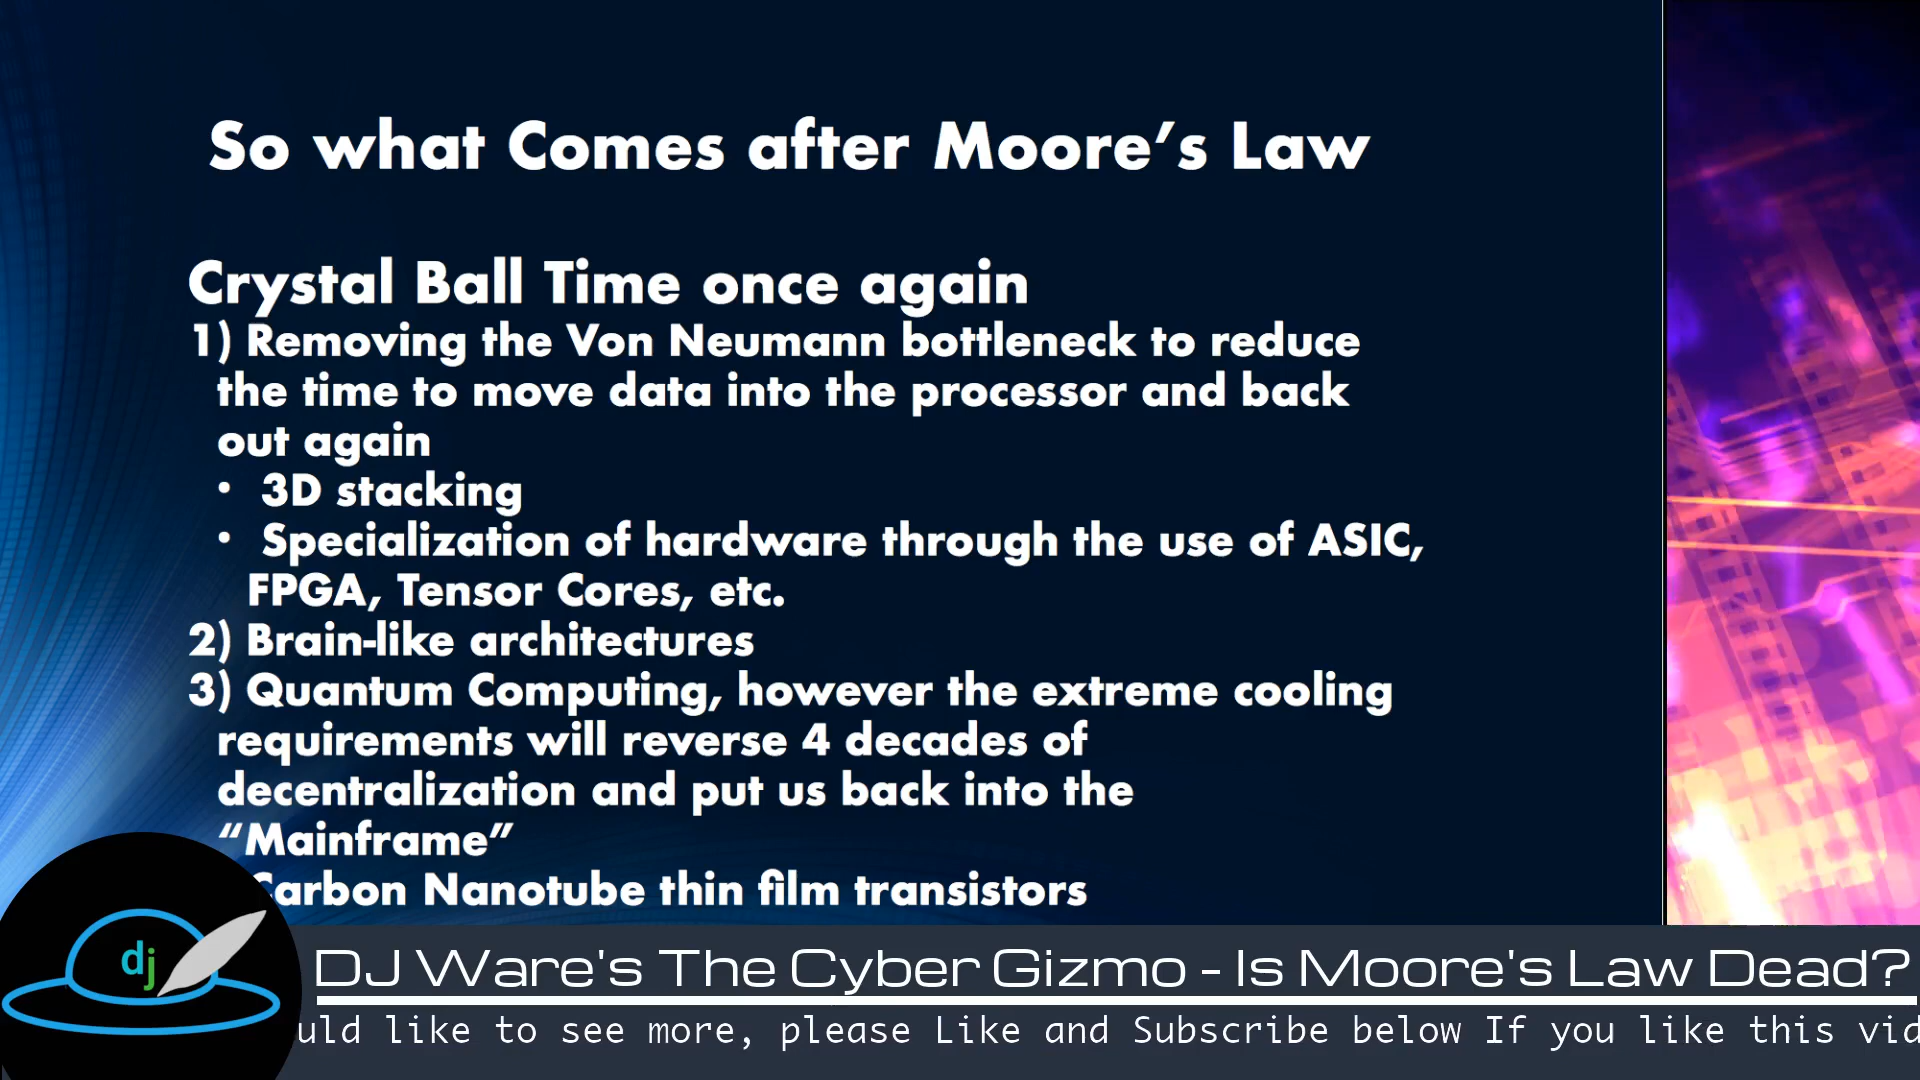 So what Comes after Moore's Law
Crystal Ball Time once again
1) Removing the Von Neumann bottleneck to reduce
the time to move data into the processor and back
out again
• 3D stacking
• Specialization of hardware through the use of ASIC,
FPGA, Tensor Cores, etc.
2) Brain-like architectures
3) Quantum Computing, however the extreme cooling
requirements will reverse 4 decades of
decentralization and put us back into the
“Mainframe”
Carbon Nanotube thin film transistors
dj
DJ Ware's The Cyber Gizmo - Is Moore's Law Dead?
uld like to see more, please Like and Subscribe below If you like this vid